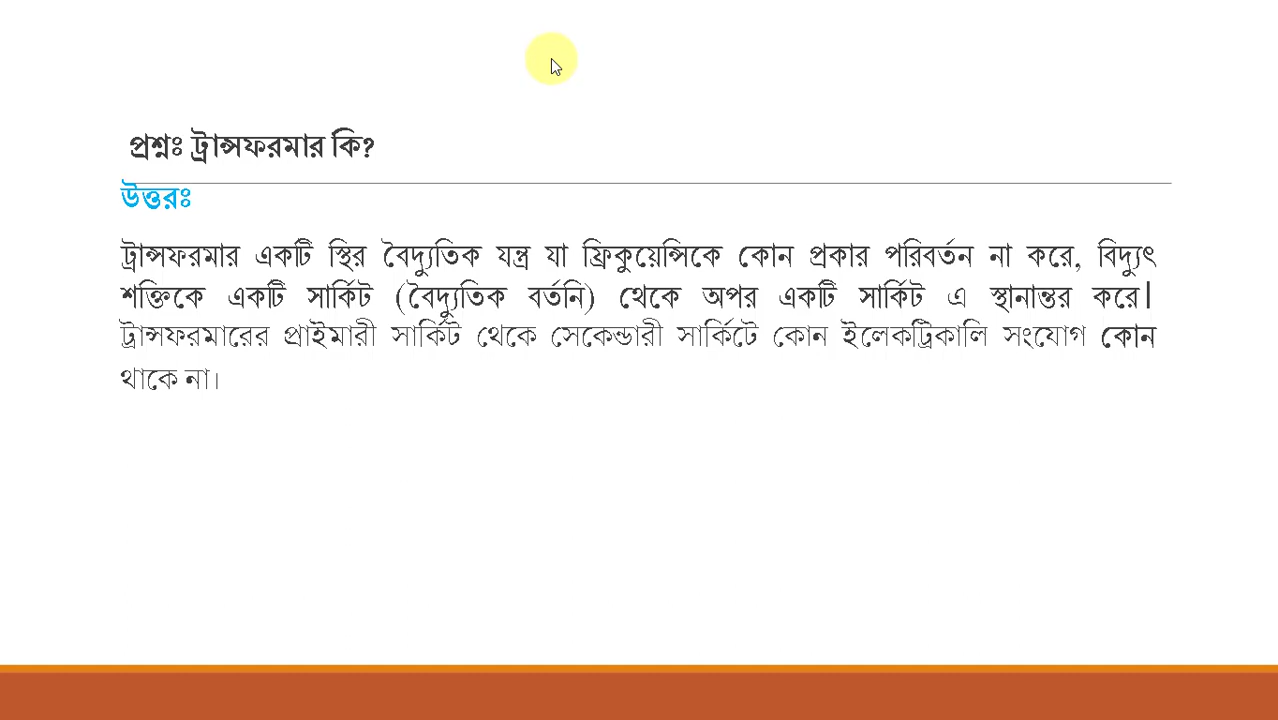 প্রশ্নঃ ট্রান্সফরমার কি?
উত্তরঃ
ট্রান্সফরমার একটি স্থির বৈদ্যুতিক যন্ত্র যা ফ্রিকুয়েন্সিকে কোন প্রকার পরিবর্তন না করে, বিদ্যুৎ
শক্তিকে একটি সার্কিট (বৈদ্যুতিক বর্তনি) থেকে অপর একটি সার্কিট এ স্থানান্তর করে|
ট্রান্সফরমারের প্রাইমারী সার্কিট থেকে সেকেন্ডারী সার্কিটে কোন ইলেকট্রিকালি সংযোগ কোন
থাকে না।